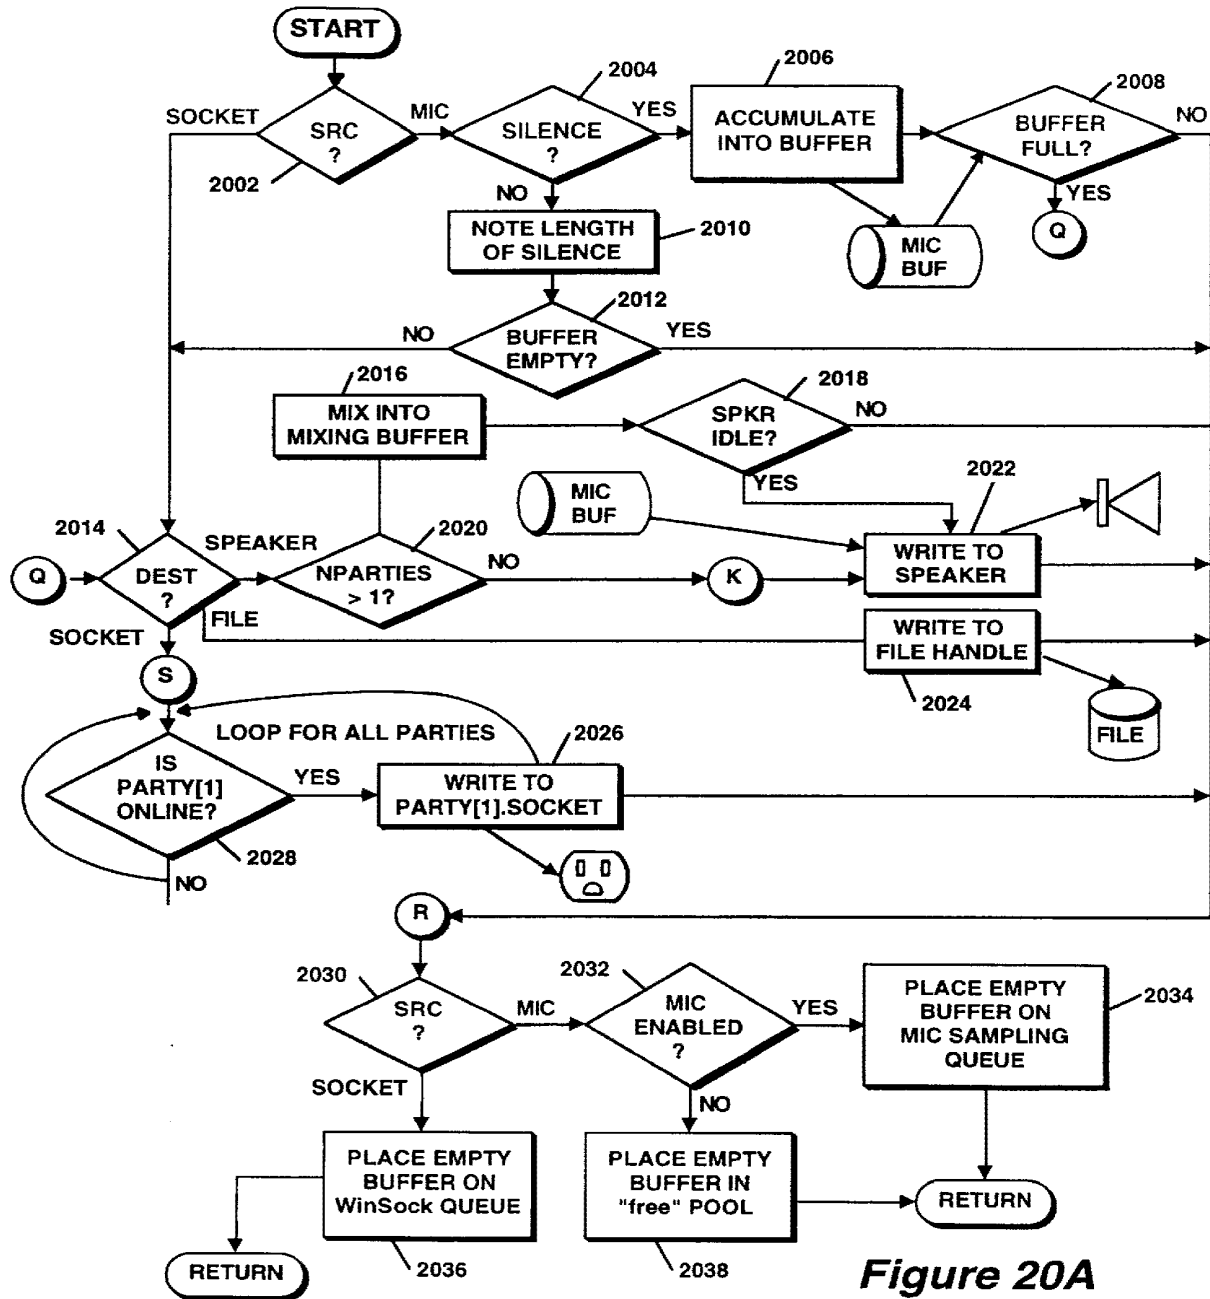 START
2004
2006
2008
SOCKET
MIC
YES
NO
SRC
?
SILENCE
?
ACCUMULATE
INTO BUFFER
BUFFER
FULL?
2002
NO
YES
NOTE LENGTH
OF SILENCE
2010
MIC
BUF
Q
2012
NO
BUFFER
EMPTY?
YES
2016
MIX INTO
MIXING BUFFER
2018
SPKR
IDLE?
NO
YES
MIC
BUF
2022
2014
SPEAKER
2020
Q
DEST
?
NPARTIES
> 1?
NO
K
WRITE TO
SPEAKER
FILE
SOCKET
WRITE TO
FILE HANDLE
S
2024
FILE
LOOP FOR ALL PARTIES
2026
IS
PARTY[1]
ONLINE?
YES
WRITE TO
PARTY[1].SOCKET
2028
NO
R
2030
2032
SRC
?
MIC
MIC
ENABLED
?
YES
PLACE EMPTY
BUFFER ON
MIC SAMPLING
QUEUE
2034
SOCKET
NO
PLACE EMPTY
BUFFER ON
WinSock QUEUE
PLACE EMPTY
BUFFER IN
"free" POOL
RETURN
RETURN
2036
2038
Figure 20A